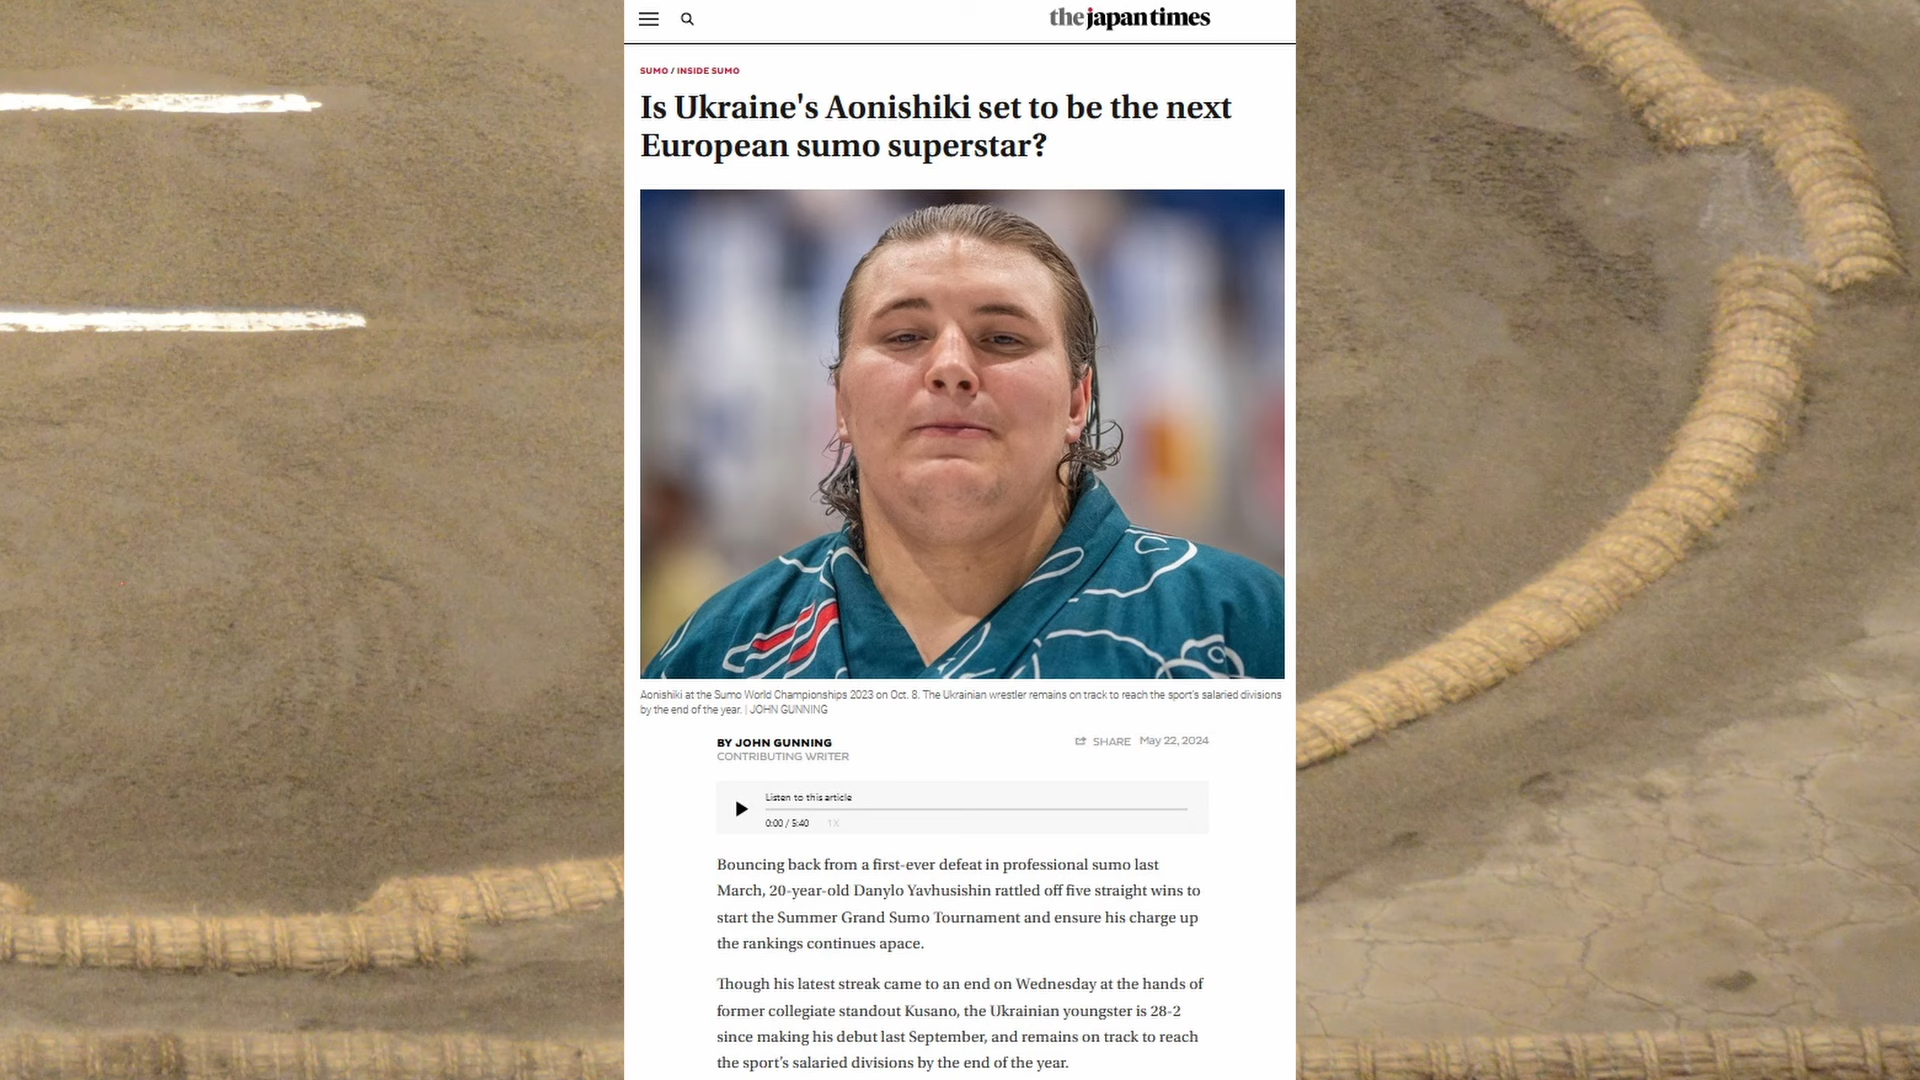 the japan times
SUMO / INSIDE SUMO
Is Ukraine's Aonishiki set to be the next
European sumo superstar?
Aonishiki at the Sumo World Championships 2023 on Oct. 8. The Ukrainian wrestler remains on track to reach the sport's salaried divisions
by the end of the year. | JOHN GUNNING
BY JOHN GUNNING
CONTRIBUTING WRITER
SHARE May 22, 2024
Listen to this article
0:00 / 5:40 1X
Bouncing back from a first-ever defeat in professional sumo last
March, 20-year-old Danylo Yavhusishin rattled off five straight wins to
start the Summer Grand Sumo Tournament and ensure his charge up
the rankings continues apace.
Though his latest streak came to an end on Wednesday at the hands of
former collegiate standout Kusano, the Ukrainian youngster is 28-2
since making his debut last September, and remains on track to reach
the sport's salaried divisions by the end of the year.